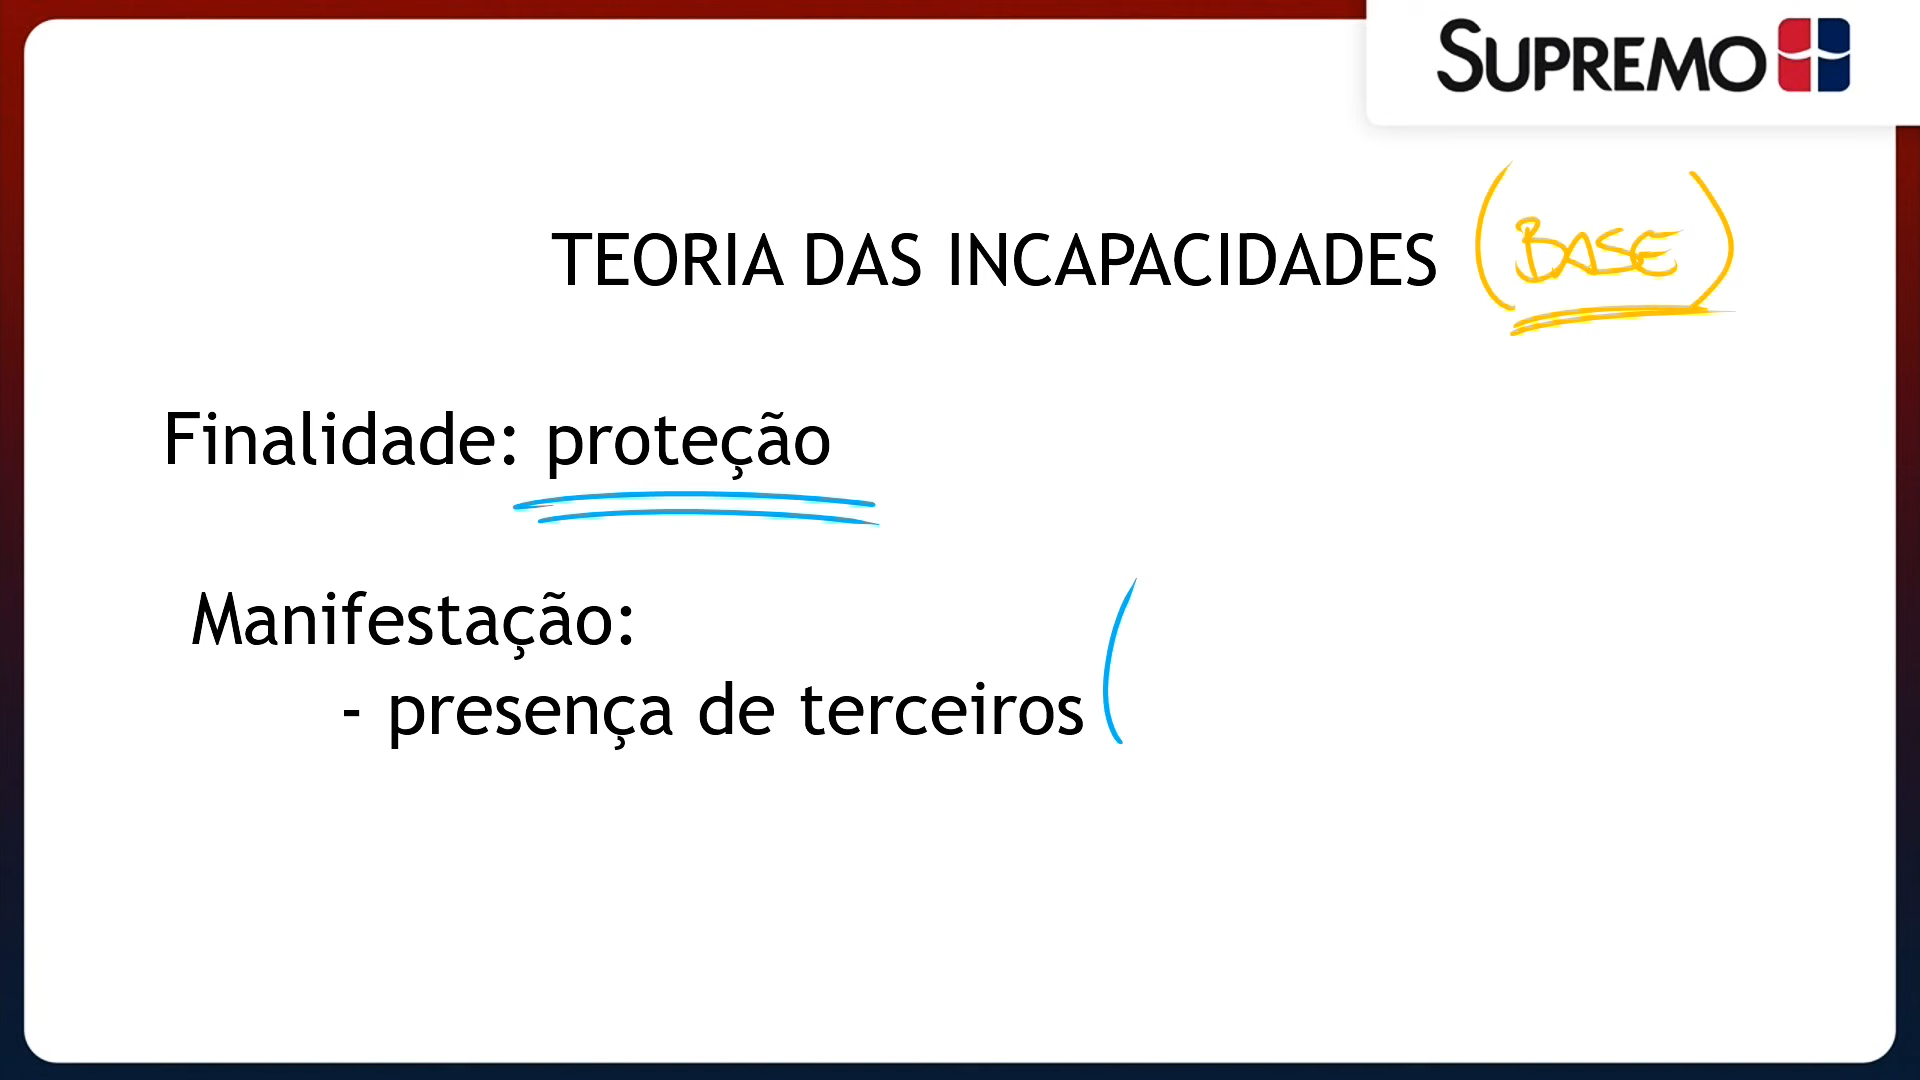 SUPREMO
TEORIA DAS INCAPACIDADES (BASE)
Finalidade: proteção
Manifestação:
- presença de terceiros (